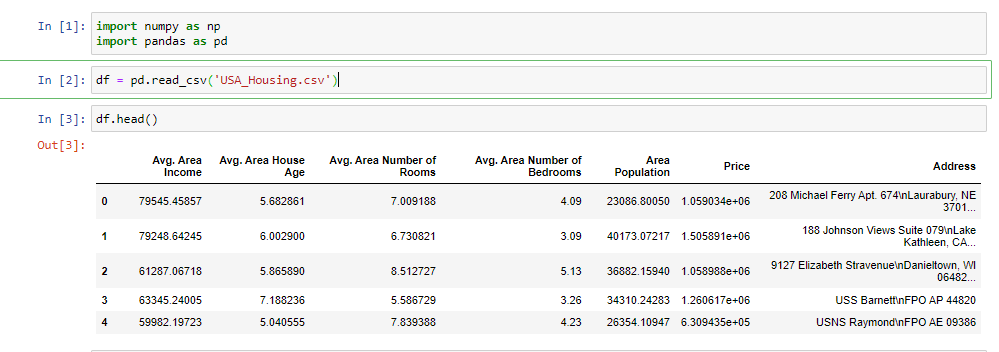 In [1]: import numpy as np
import pandas as pd
In [2]: df = pd.read_csv('USA_Housing.csv')
In [3]: df.head()
Out[3]:
Avg. Area Income Avg. Area House Age Avg. Area Number of Rooms Avg. Area Number of Bedrooms Area Population Price Address
0 79545.45857 5.682861 7.009188 4.09 23086.80050 1.059034e+06 208 Michael Ferry Apt. 674\nLaurabury, NE 3701...
1 79248.64245 6.002900 6.730821 3.09 40173.07217 1.505891e+06 188 Johnson Views Suite 079\nLake Kathleen, CA...
2 61287.06718 5.865890 8.512727 5.13 36882.15940 1.058988e+06 9127 Elizabeth Stravenue\nDanieltown, WI 06482...
3 63345.24005 7.188236 5.586729 3.26 34310.24283 1.260617e+06 USS Barnett\nFPO AP 44820
4 59982.19723 5.040555 7.839388 4.23 26354.10947 6.309435e+05 USNS Raymond\nFPO AE 09386